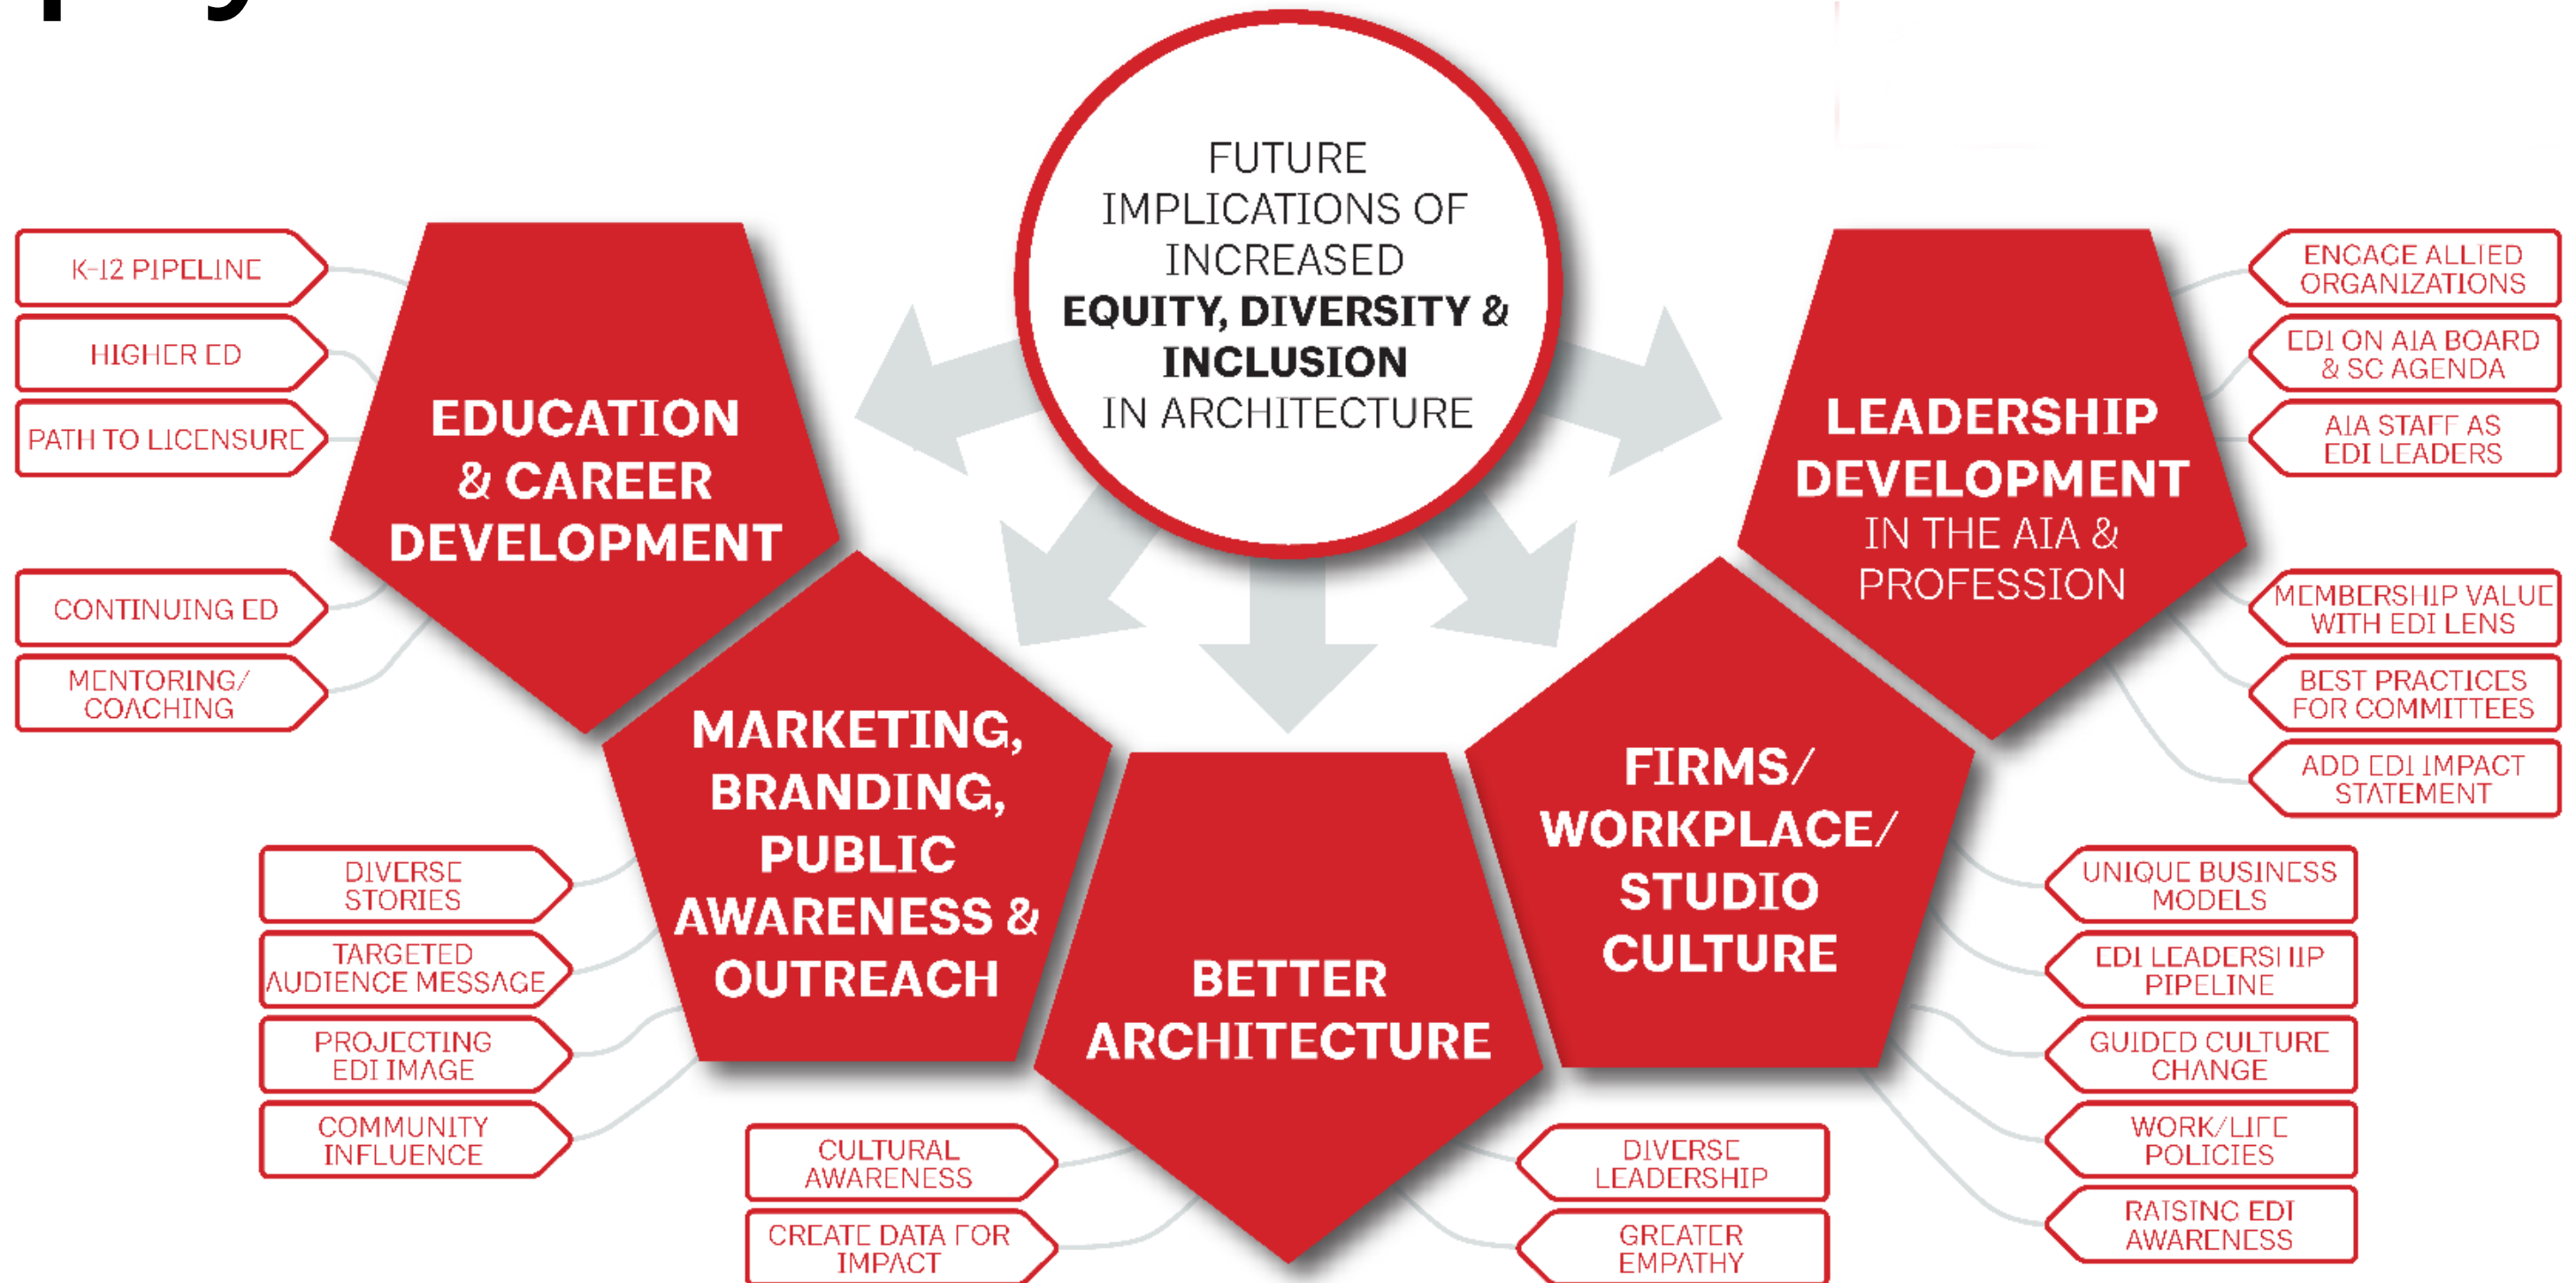 FUTURE
IMPLICATIONS OF
INCREASED
EQUITY, DIVERSITY &
INCLUSION
IN ARCHITECTURE
EDUCATION
& CAREER
DEVELOPMENT
K-12 PIPELINE
HIGHER ED
PATH TO LICENSURE
CONTINUING ED
MENTORING/
COACHING
MARKETING,
BRANDING,
PUBLIC
AWARENESS &
OUTREACH
DIVERSE
STORIES
TARGETED
AUDIENCE MESSAGE
PROJECTING
EDI IMAGE
COMMUNITY
INFLUENCE
BETTER
ARCHITECTURE
CULTURAL
AWARENESS
CREATE DATA FOR
IMPACT
DIVERSE
LEADERSHIP
GREATER
EMPATHY
FIRMS/
WORKPLACE/
STUDIO
CULTURE
UNIQUE BUSINESS
MODELS
EDI LEADERSHIP
PIPELINE
GUIDED CULTURE
CHANGE
WORK/LIFE
POLICIES
RAISING EDI
AWARENESS
LEADERSHIP
DEVELOPMENT
IN THE AIA &
PROFESSION
ENGAGE ALLIED
ORGANIZATIONS
EDI ON AIA BOARD
& SC AGENDA
AIA STAFF AS
EDI LEADERS
MEMBERSHIP VALUE
WITH EDI LENS
BEST PRACTICES
FOR COMMITTEES
ADD EDI IMPACT
STATEMENT